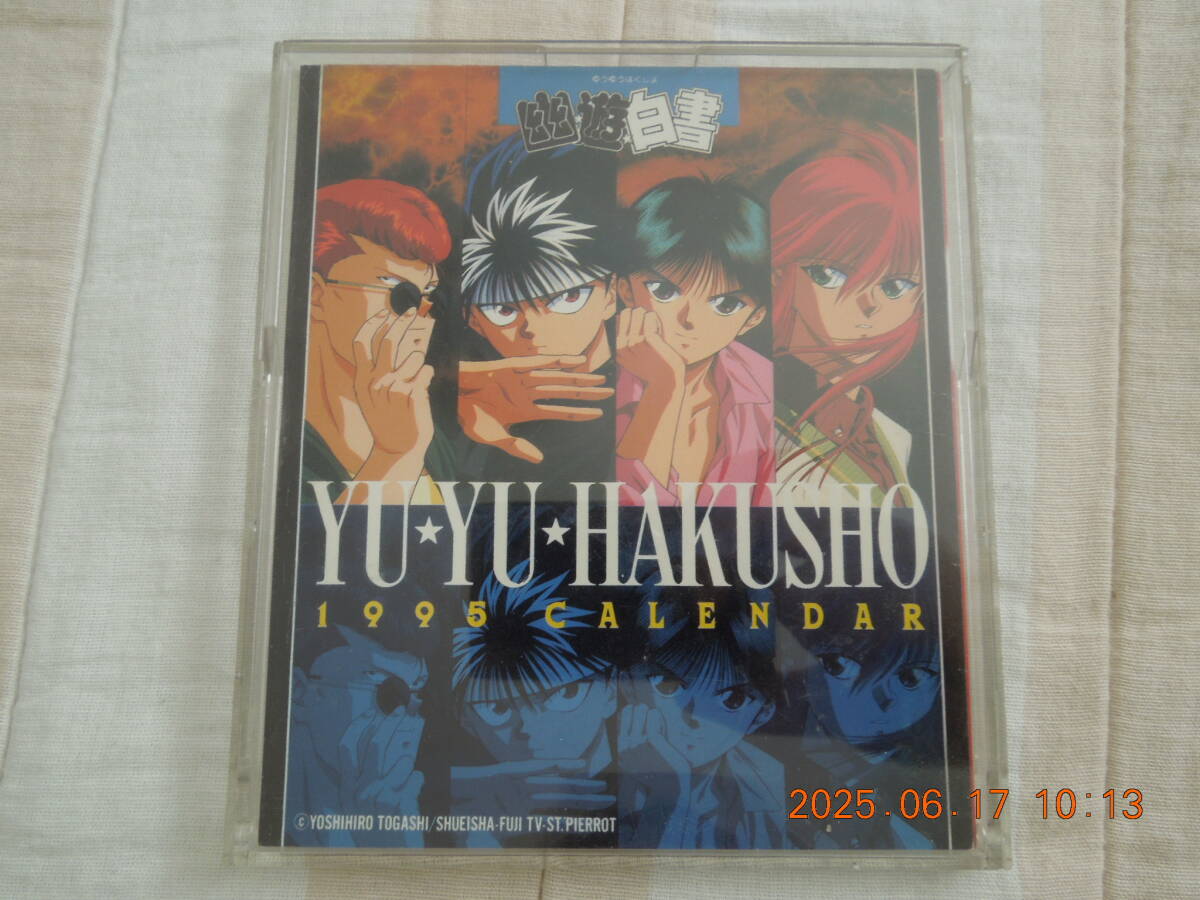 ゆうゆうはくしょ
幽★遊★白書
YU★YU★HAKUSHO
1995 CALENDAR
©YOSHIHIRO TOGASHI/SHUEISHA-FUJI TV-ST.PIERROT
2025.06.17 10:13